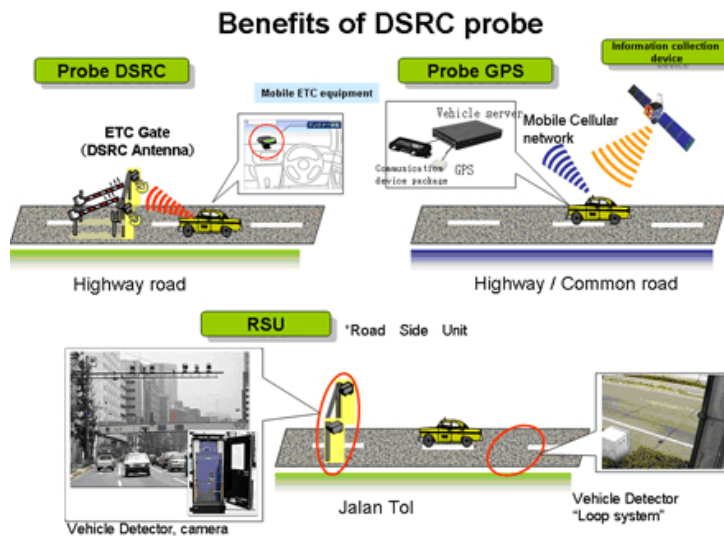 Benefits of DSRC probe
Probe DSRC
Probe GPS
Information collection
device
Mobile ETC equipment
ETC Gate
(DSRC Antenna)
Vehicle server
Communication
device package
GPS
Mobile Cellular
network
Highway road
Highway / Common road
RSU
*Road Side Unit
Vehicle Detector, camera
Jalan Tol
Vehicle Detector
"Loop system"